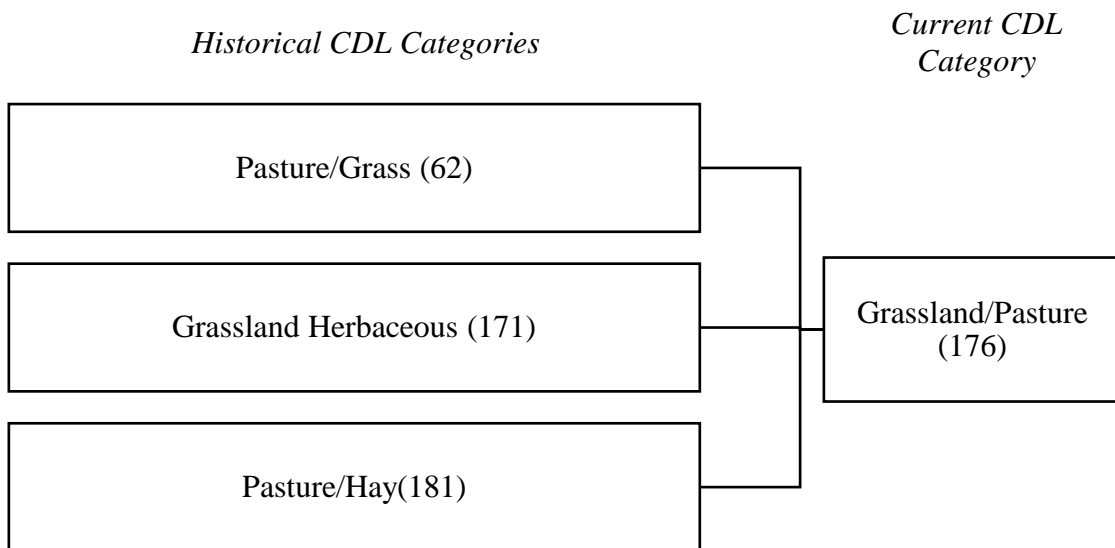 Historical CDL Categories
Current CDL
Category
Pasture/Grass (62)
Grassland Herbaceous (171)
Grassland/Pasture
(176)
Pasture/Hay(181)